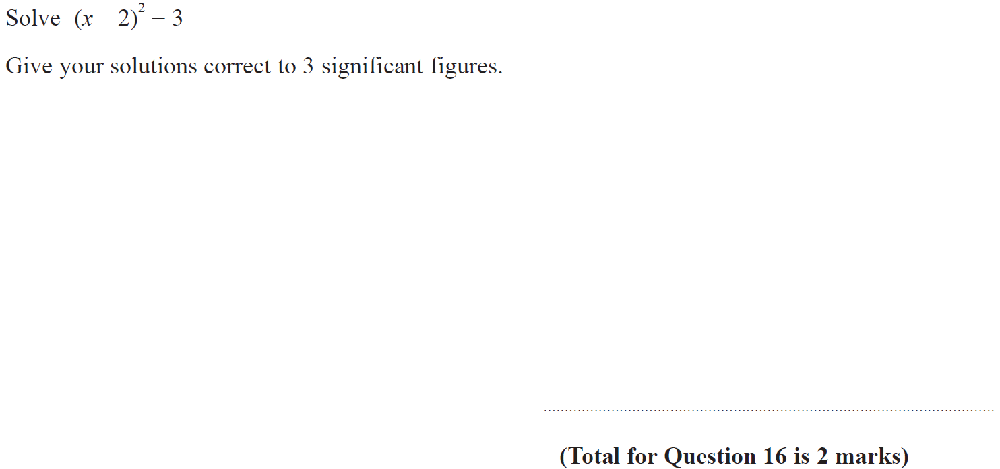 Solve (x – 2)² = 3
Give your solutions correct to 3 significant figures.
....................................................................................................
(Total for Question 16 is 2 marks)